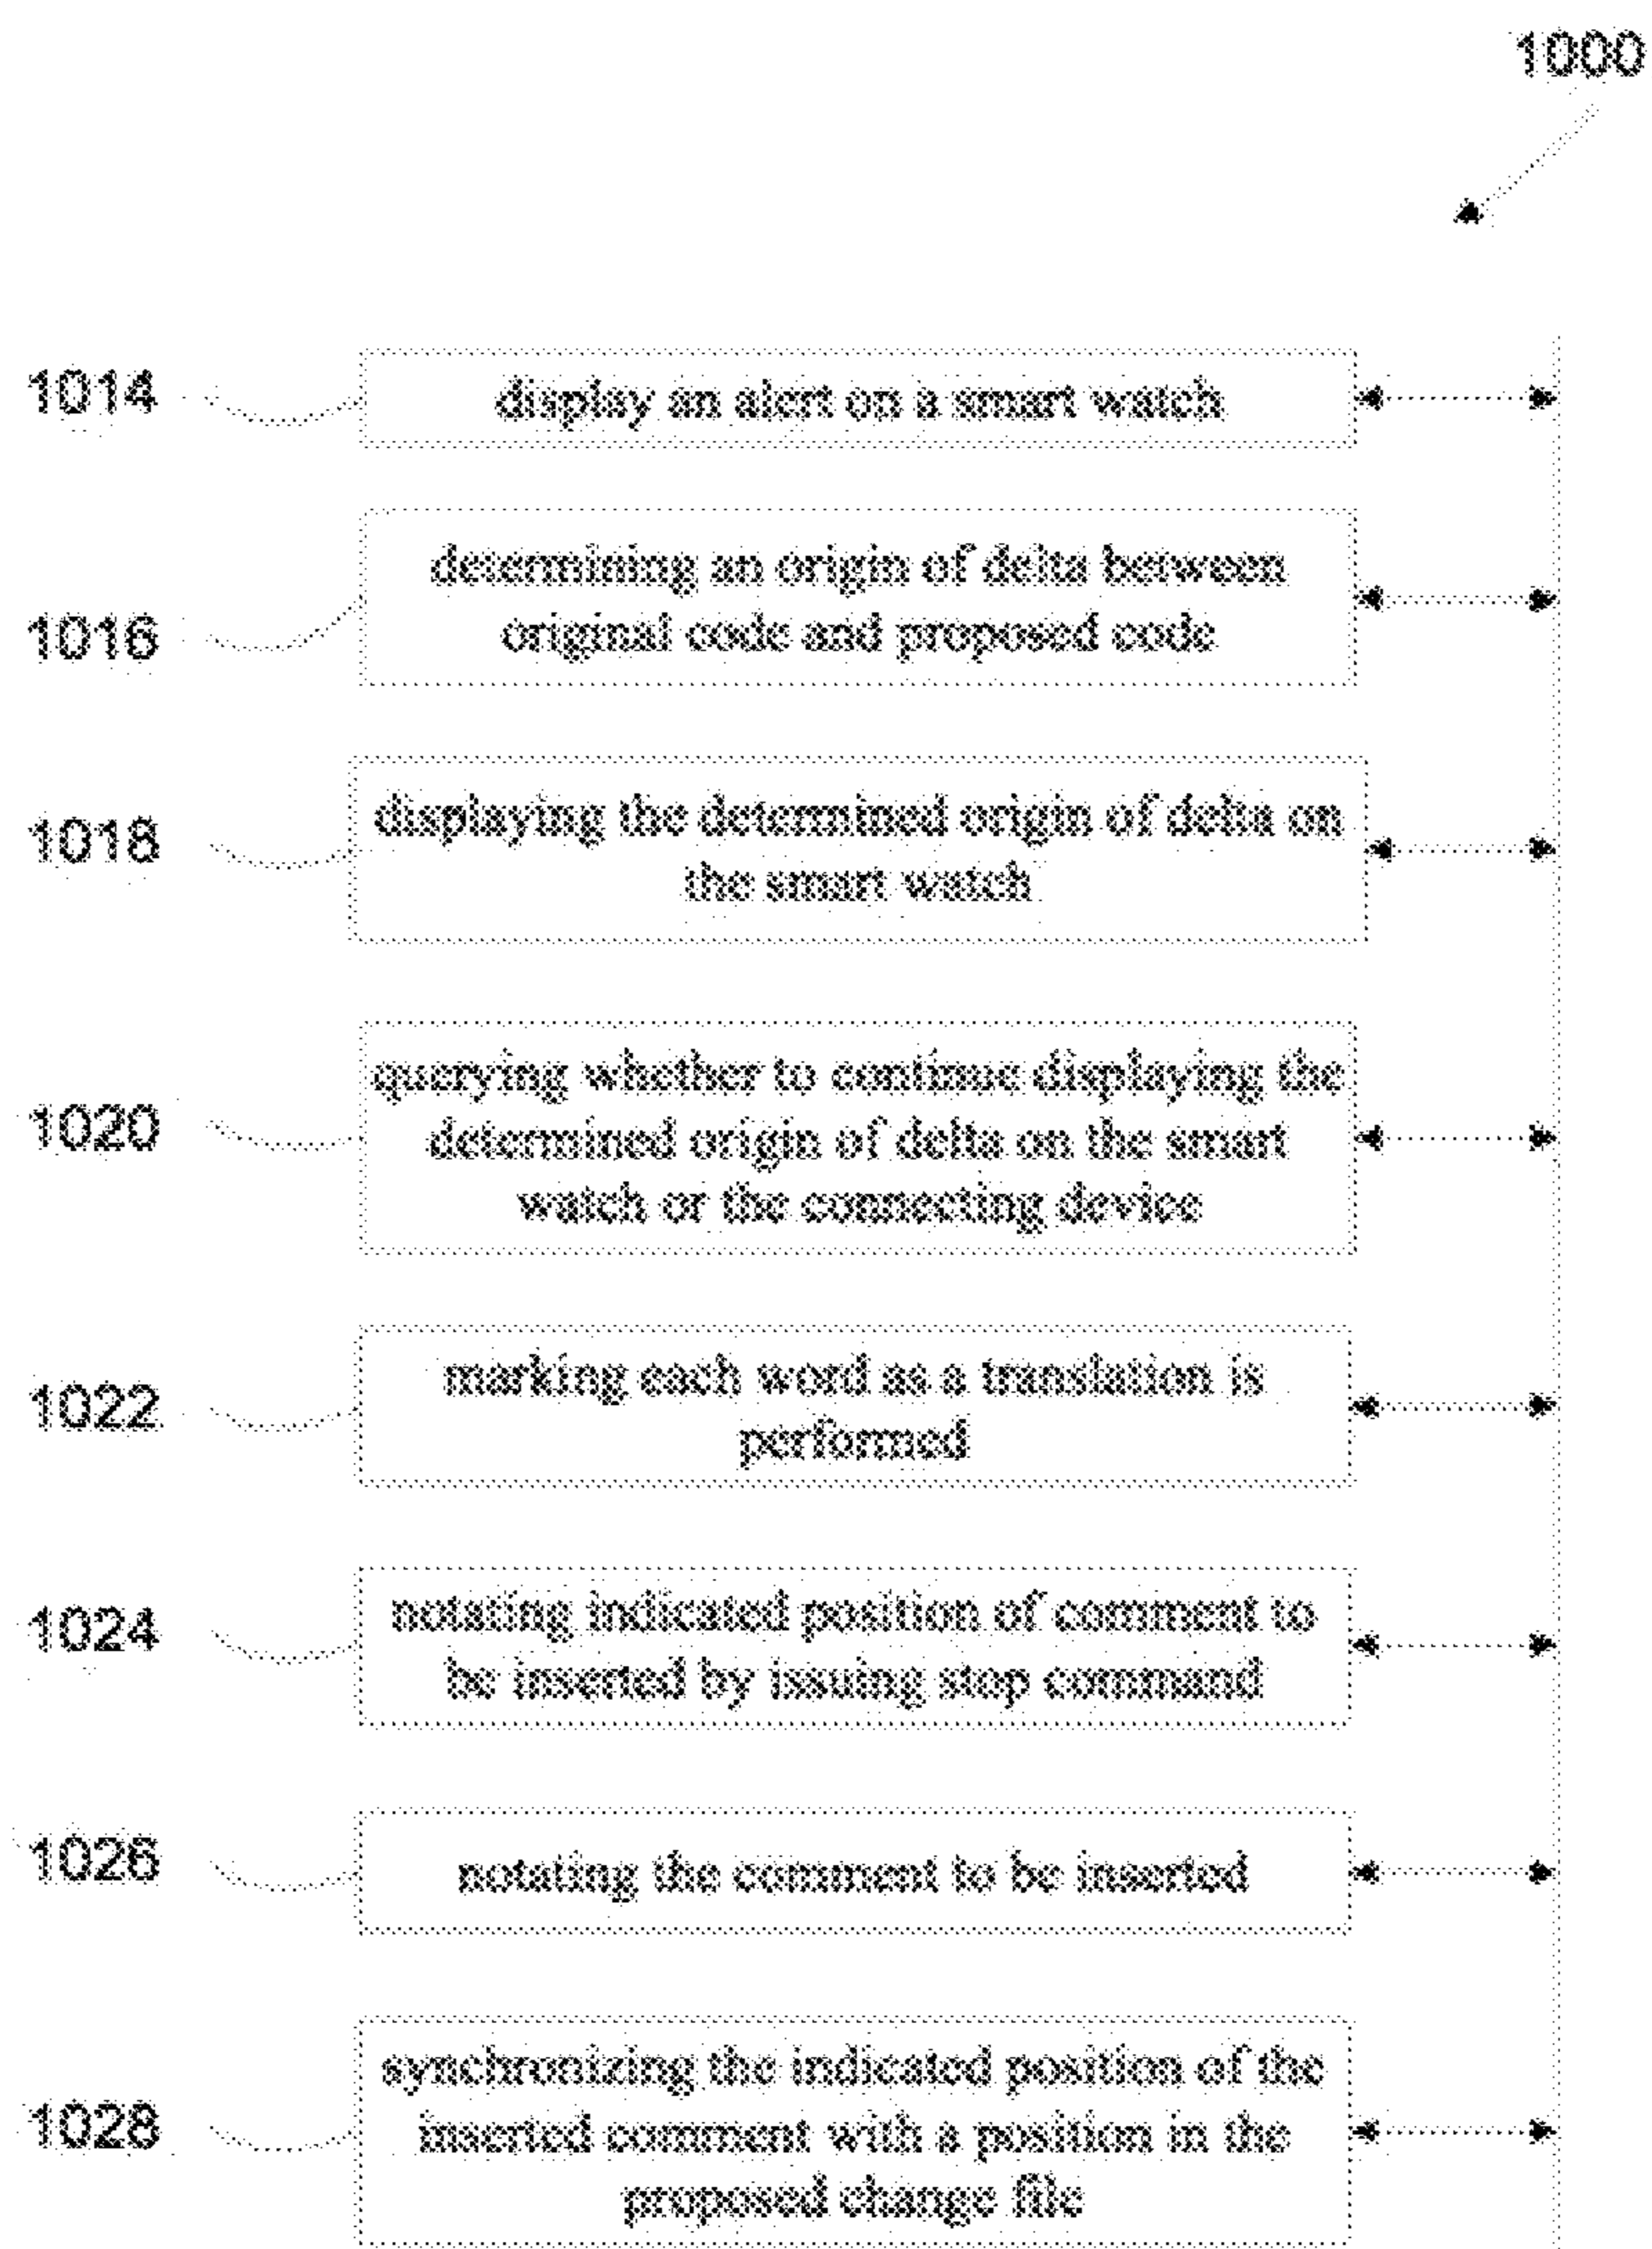 1000
1014
display an alert on a smart watch
1016
determining an origin of delta between
original code and proposed code
1018
displaying the determined origin of delta on
the smart watch
1020
querying whether to continue displaying the
determined origin of delta on the smart
watch or the connecting device
1022
marking each word as a translation is
performed
1024
notating indicated position of comment to
be inserted by issuing stop command
1026
notating the comment to be inserted
1028
synchronizing the indicated position of the
inserted comment with a position in the
proposed change file